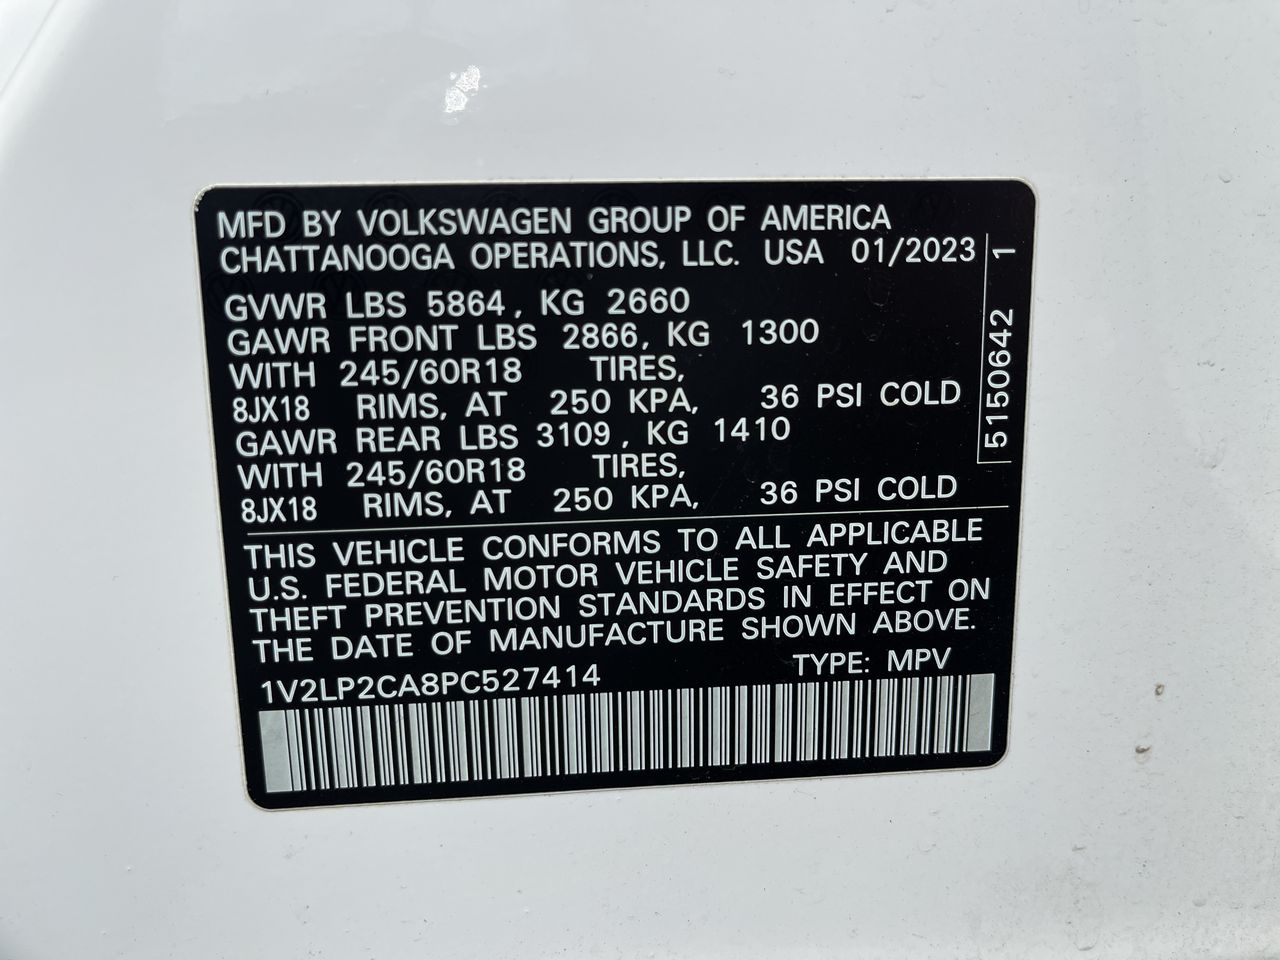 MFD BY VOLKSWAGEN GROUP OF AMERICA
CHATTANOOGA OPERATIONS, LLC. USA 01/2023
GVWR LBS 5864, KG 2660
GAWR FRONT LBS 2866, KG 1300
WITH 245/60R18 TIRES,
8JX18 RIMS, AT 250 KPA, 36 PSI COLD
GAWR REAR LBS 3109, KG 1410
WITH 245/60R18 TIRES,
8JX18 RIMS, AT 250 KPA, 36 PSI COLD
THIS VEHICLE CONFORMS TO ALL APPLICABLE
U.S. FEDERAL MOTOR VEHICLE SAFETY AND
THEFT PREVENTION STANDARDS IN EFFECT ON
THE DATE OF MANUFACTURE SHOWN ABOVE.
1V2LP2CA8PC527414 TYPE: MPV
5150642 1